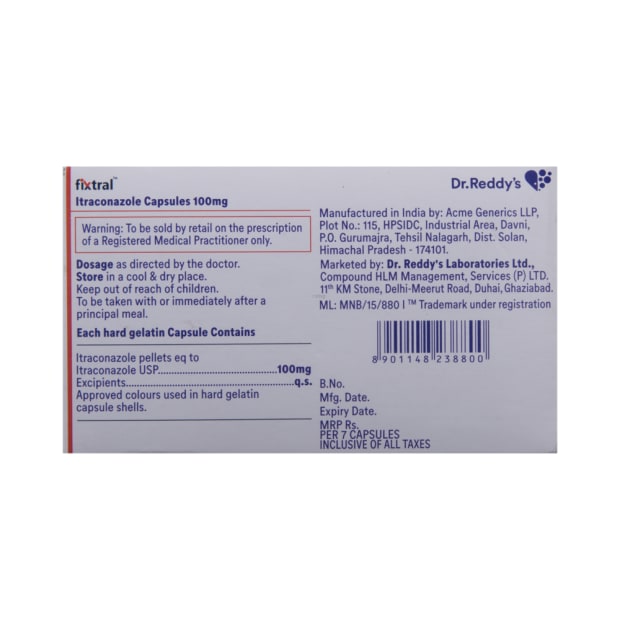 fixtral™
Itraconazole Capsules 100mg
Warning: To be sold by retail on the prescription
of a Registered Medical Practitioner only.
Dosage as directed by the doctor.
Store in a cool & dry place.
Keep out of reach of children.
To be taken with or immediately after a
principal meal.
Each hard gelatin Capsule Contains
Itraconazole pellets eq to
Itraconazole USP..............................100mg
Excipients.............................................q.s.
Approved colours used in hard gelatin
capsule shells.
Dr.Reddy's
Manufactured in India by: Acme Generics LLP,
Plot No.: 115, HPSIDC, Industrial Area, Davni,
P.O. Gurumajra, Tehsil Nalagarh, Dist. Solan,
Himachal Pradesh - 174101.
Marketed by: Dr. Reddy's Laboratories Ltd.,
Compound HLM Management, Services (P) LTD.
11th KM Stone, Delhi-Meerut Road, Duhai, Ghaziabad.
ML: MNB/15/880 I ™ Trademark under registration
8 901148 238800
B.No.
Mfg. Date.
Expiry Date.
MRP Rs.
PER 7 CAPSULES
INCLUSIVE OF ALL TAXES